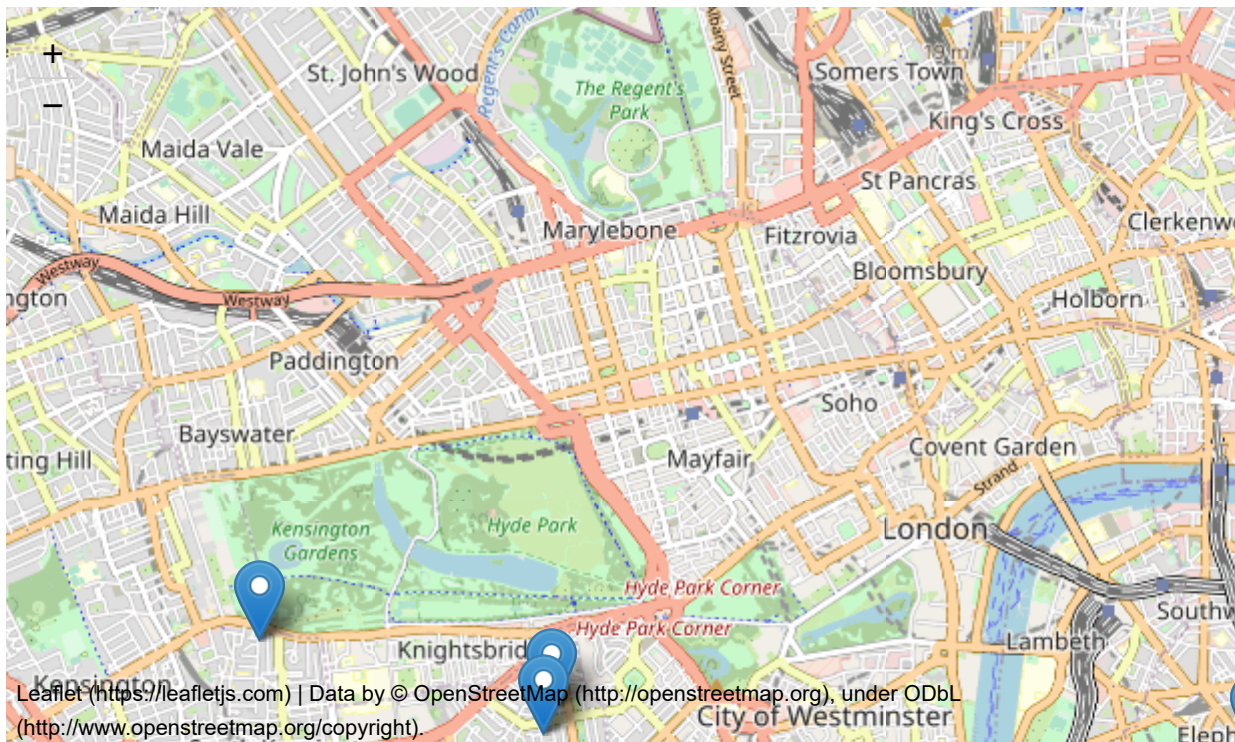 +
−
St. John's Wood
Regent's Canal
The Regent's
Park
Albany Street
19 m
Somers Town
King's Cross
Maida Vale
St Pancras
Maida Hill
Marylebone
Fitzrovia
Clerkenw
Westway
Westway
Bloomsbury
ngton
Holborn
Paddington
Soho
Bayswater
Covent Garden
ting Hill
Mayfair
Strand
Kensington
Gardens
Hyde Park
London
Hyde Park Corner
Hyde Park Corner
Southw
Knightsbrid
Lambeth
Kensington
City of Westminster
Eleph
Leaflet (https://leafletjs.com) | Data by © OpenStreetMap (http://openstreetmap.org), under ODbL
(http://www.openstreetmap.org/copyright).